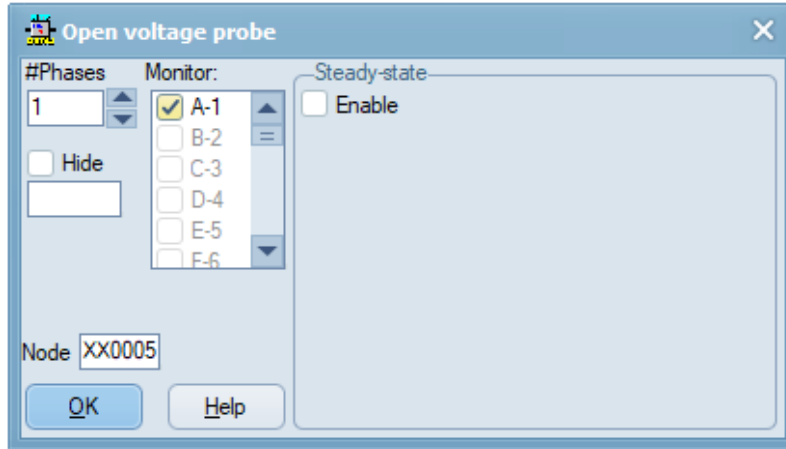 Open voltage probe
#Phases
1
Hide
Monitor:
A-1
B-2
C-3
D-4
E-5
F-6
Steady-state
Enable
Node XX0005
OK
Help